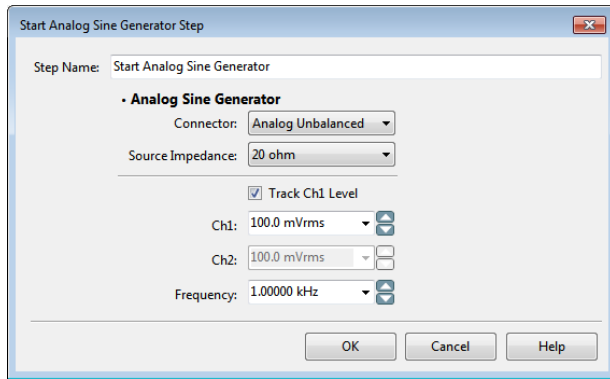 Start Analog Sine Generator Step
Step Name: Start Analog Sine Generator
• Analog Sine Generator
Connector: Analog Unbalanced
Source Impedance: 20 ohm
Track Ch1 Level
Ch1: 100.0 mVrms
Ch2: 100.0 mVrms
Frequency: 1.00000 kHz
OK Cancel Help